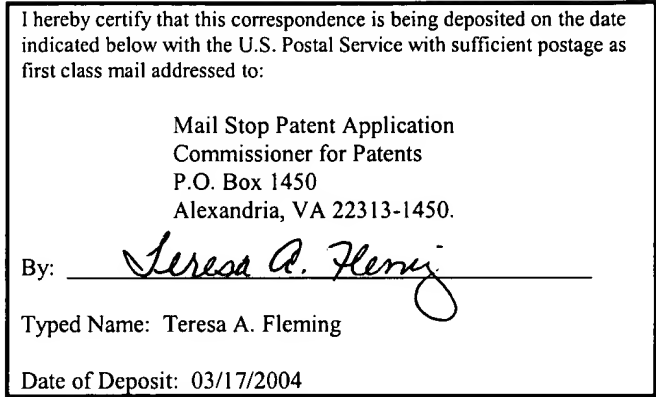 I hereby certify that this correspondence is being deposited on the date
indicated below with the U.S. Postal Service with sufficient postage as
first class mail addressed to:
Mail Stop Patent Application
Commissioner for Patents
P.O. Box 1450
Alexandria, VA 22313-1450.
By: Teresa A. Fleming
Typed Name: Teresa A. Fleming
Date of Deposit: 03/17/2004